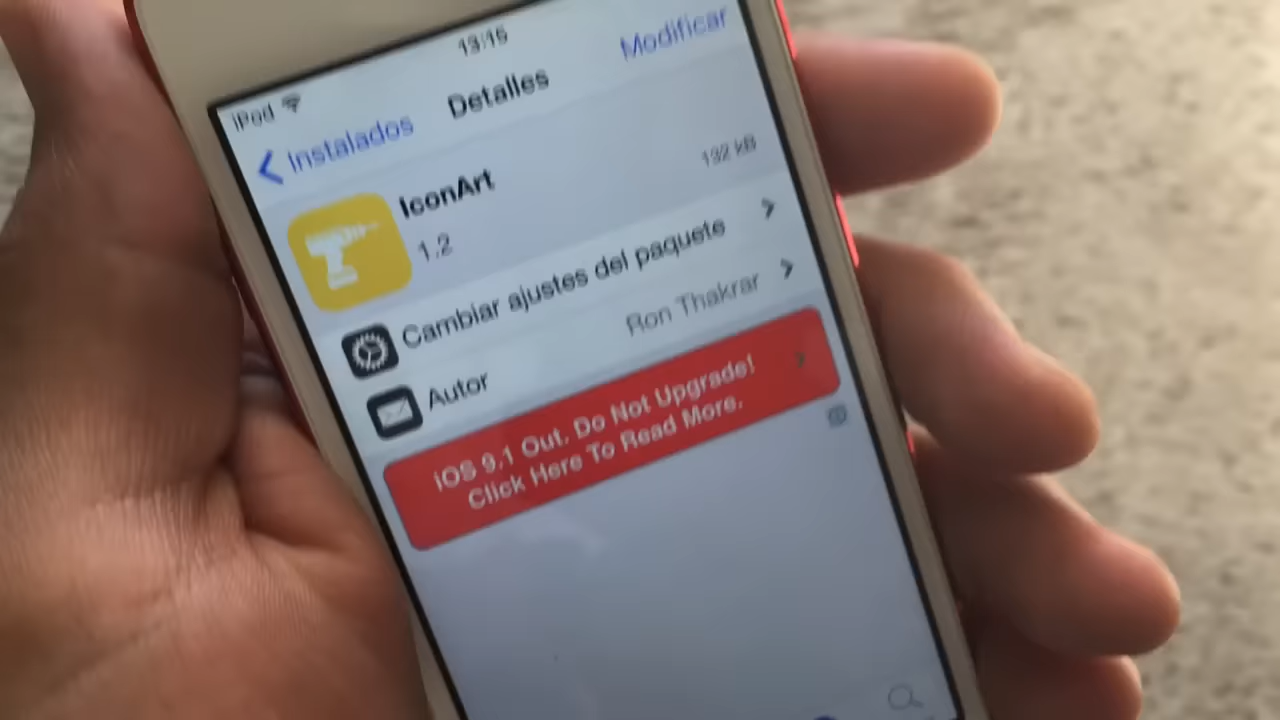 iPod
13:15
Instalados
Detalles
Modificar
IconArt
1.2
132 kB
Cambiar ajustes del paquete
Autor
Ron Thakrar
iOS 9.1 Out. Do Not Upgrade!
Click Here To Read More.